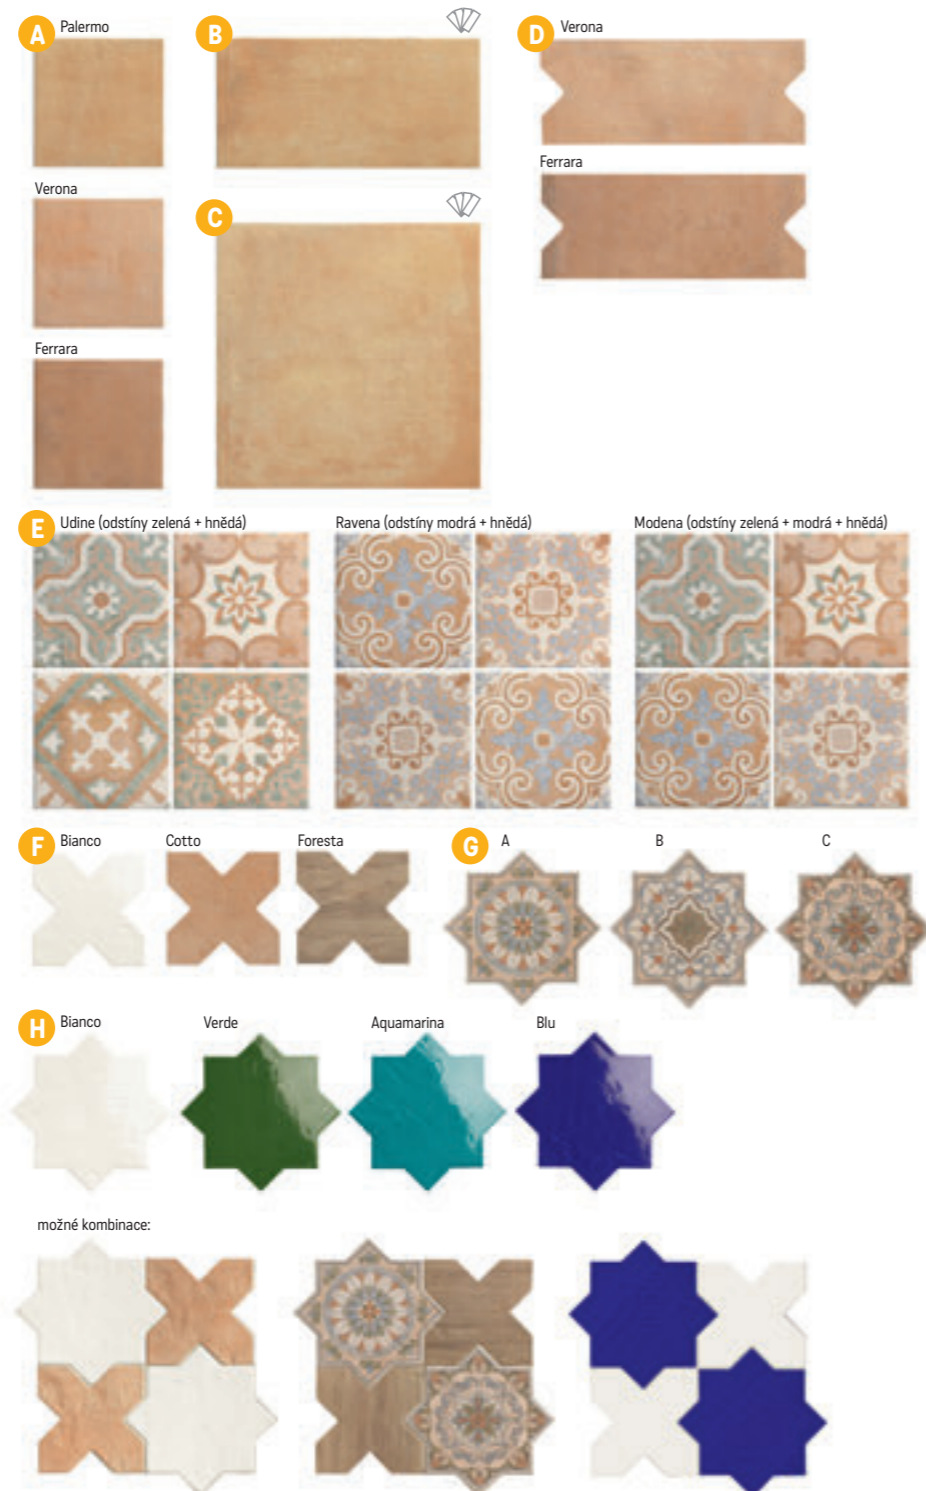 A Palermo
B
D Verona
Verona
Ferrara
C
Ferrara
E Udine (odstíny zelená + hnědá) Ravena (odstíny modrá + hnědá) Modena (odstíny zelená + modrá + hnědá)
F Bianco Cotto Foresta
G A B C
H Bianco Verde Aquamarina Blu
možné kombinace: